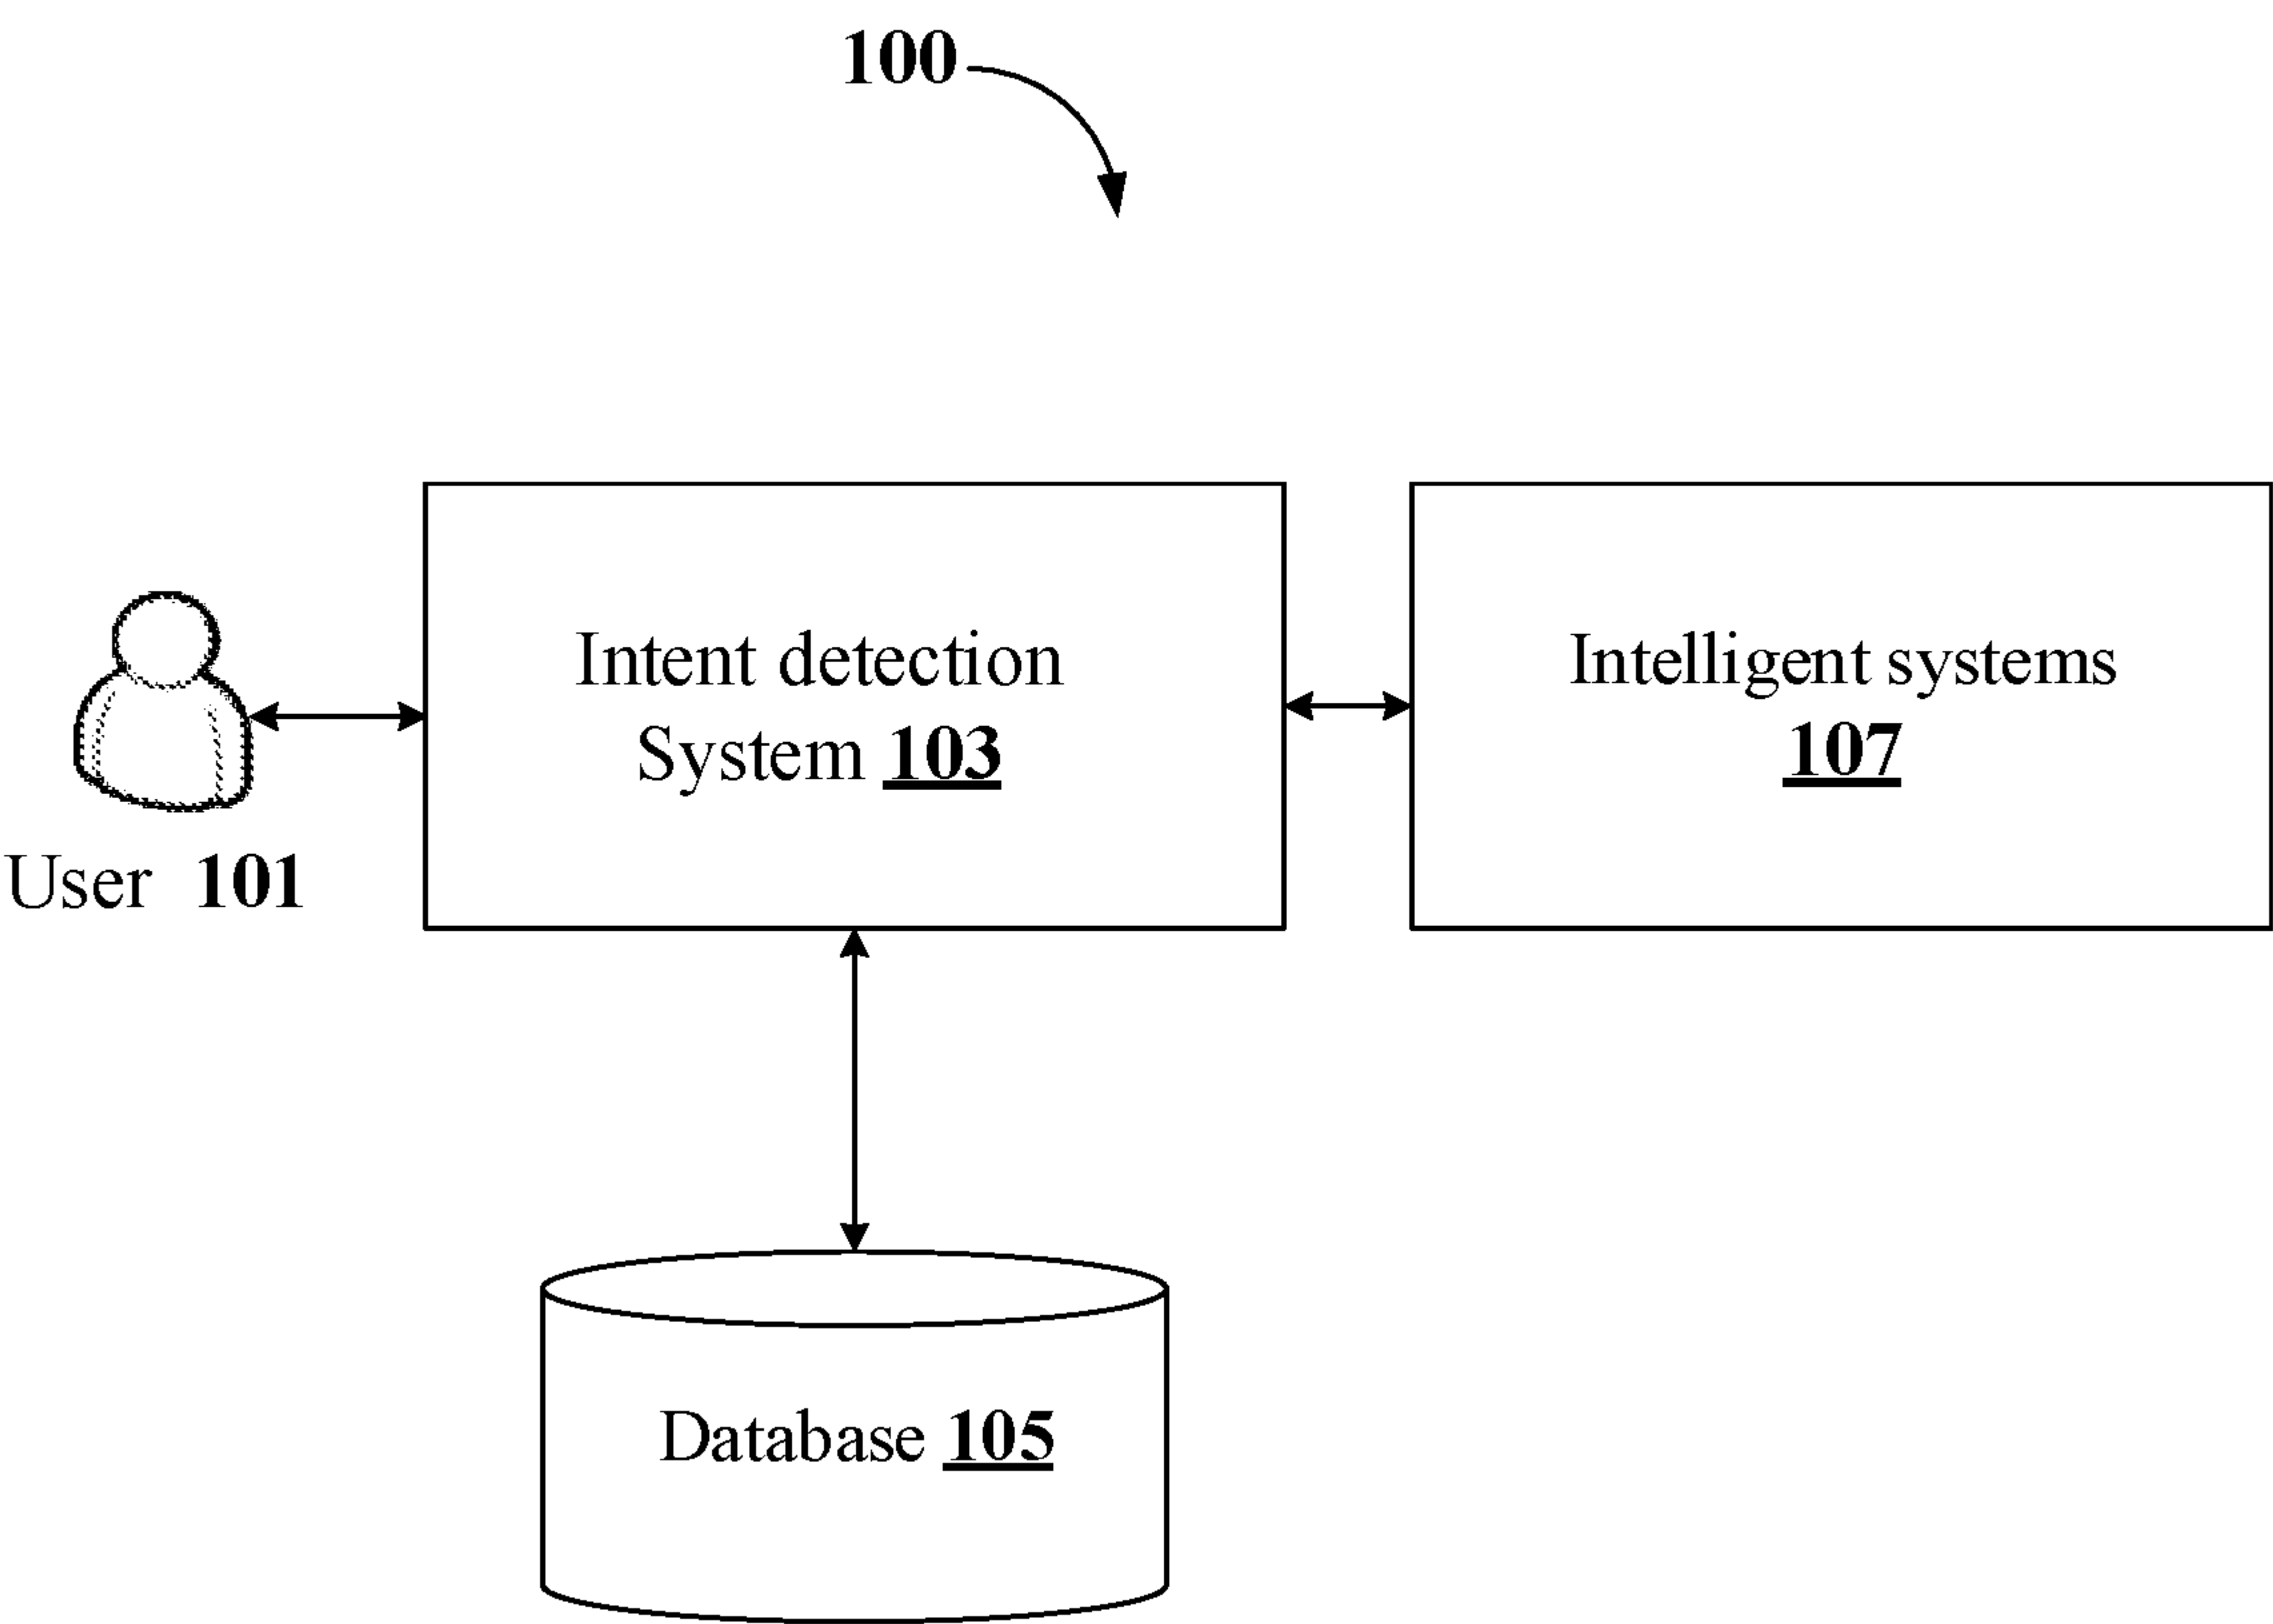 100
Intent detection
System 103
Intelligent systems
107
User 101
Database 105